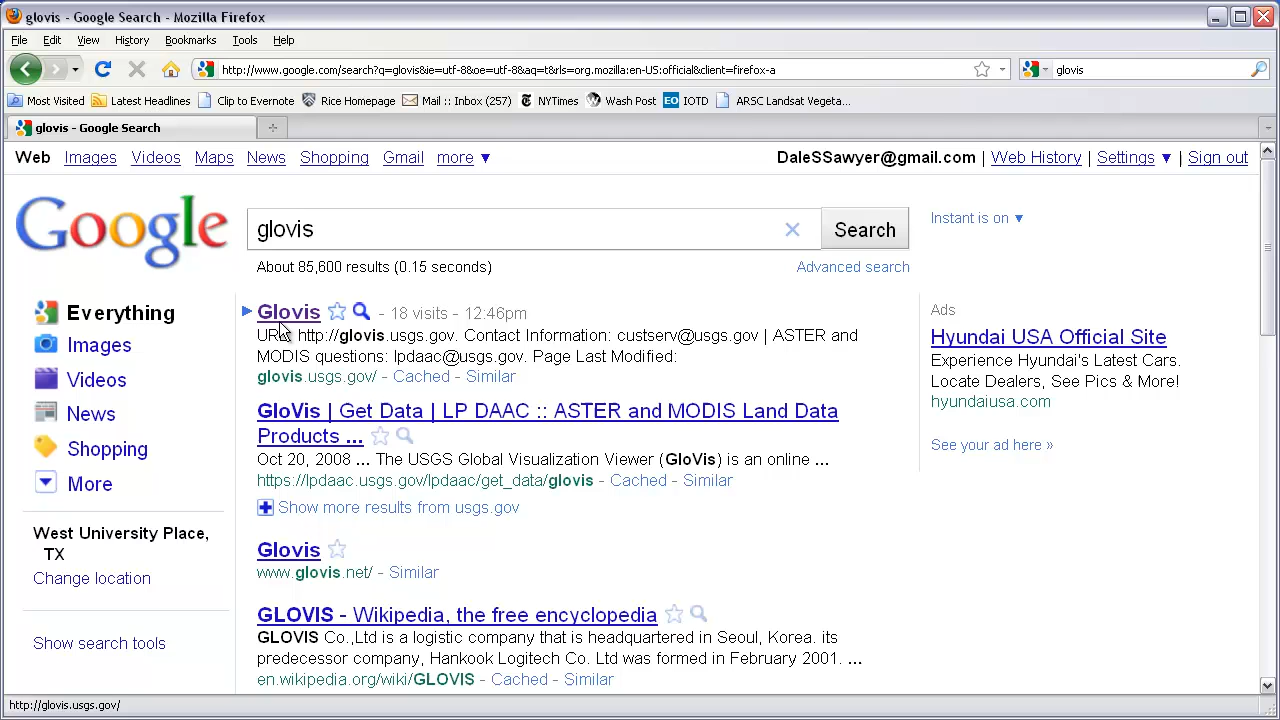 glovis - Google Search - Mozilla Firefox
File Edit View History Bookmarks Tools Help
http://www.google.com/search?q=glovis&ie=utf-8&oe=utf-8&aq=t&rls=org.mozilla:en-US:official&client=firefox-a
glovis
Most Visited Latest Headlines Clip to Evernote Rice Homepage Mail :: Inbox (257) NYTimes Wash Post EO IOTD ARSC Landsat Vegeta...
glovis - Google Search
Web Images Videos Maps News Shopping Gmail more ▼ DaleSSawyer@gmail.com | Web History | Settings ▼ | Sign out
Google
glovis
Search
Instant is on ▼
About 85,600 results (0.15 seconds)
Advanced search
Everything
Images
Videos
News
Shopping
More
West University Place,
TX
Change location
Show search tools
Glovis - 18 visits - 12:46pm
URL: http://glovis.usgs.gov. Contact Information: custserv@usgs.gov | ASTER and
MODIS questions: lpdaac@usgs.gov. Page Last Modified:
glovis.usgs.gov/ - Cached - Similar
GloVis | Get Data | LP DAAC :: ASTER and MODIS Land Data
Products ...
Oct 20, 2008 ... The USGS Global Visualization Viewer (GloVis) is an online ...
https://lpdaac.usgs.gov/lpdaac/get_data/glovis - Cached - Similar
Show more results from usgs.gov
Glovis
www.glovis.net/ - Similar
GLOVIS - Wikipedia, the free encyclopedia
GLOVIS Co.,Ltd is a logistic company that is headquartered in Seoul, Korea. its
predecessor company, Hankook Logitech Co. Ltd was formed in February 2001. ...
en.wikipedia.org/wiki/GLOVIS - Cached - Similar
Ads
Hyundai USA Official Site
Experience Hyundai's Latest Cars.
Locate Dealers, See Pics & More!
hyundaiusa.com
See your ad here »
http://glovis.usgs.gov/